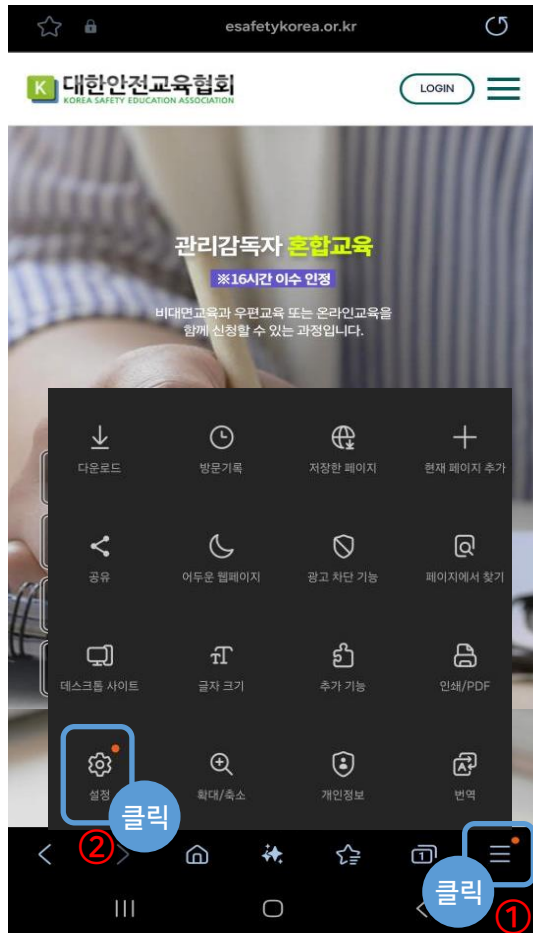 esafetykorea.or.kr
K 대한안전교육협회
KOREA SAFETY EDUCATION ASSOCIATION
LOGIN
관리감독자 혼합교육
※16시간 이수 인정
비대면교육과 우편교육 또는 온라인교육을
함께 신청할 수 있는 과정입니다.
다운로드 방문기록 저장한 페이지 현재 페이지 추가
공유 어두운 웹페이지 광고 차단 기능 페이지에서 찾기
데스크톱 사이트 글자 크기 추가 기능 인쇄/PDF
설정 확대/축소 개인정보 번역
클릭
②
1
클릭
①